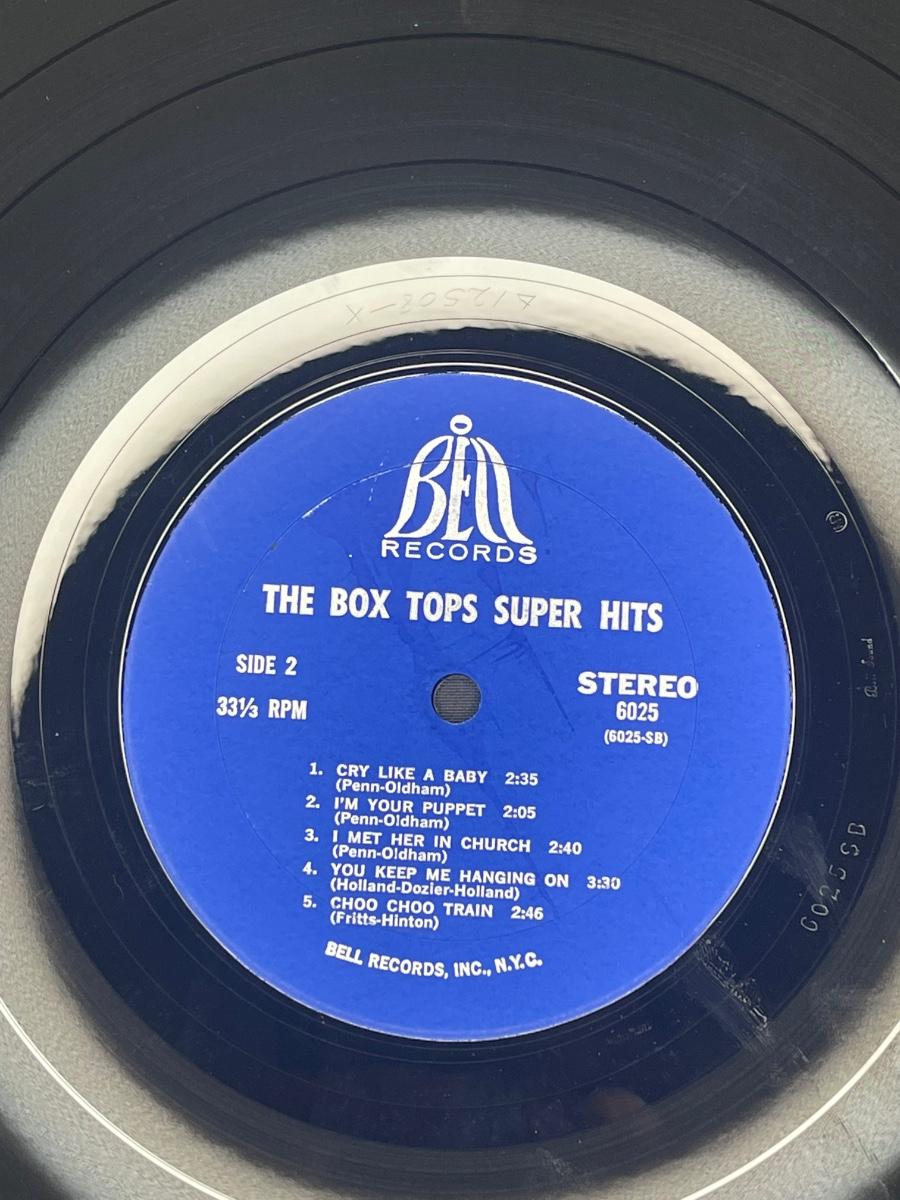 Δ12508-X
BELL
RECORDS
THE BOX TOPS SUPER HITS
SIDE 2
33⅓ RPM
STEREO
6025
(6025-SB)
1. CRY LIKE A BABY 2:35
(Penn-Oldham)
2. I'M YOUR PUPPET 2:05
(Penn-Oldham)
3. I MET HER IN CHURCH 2:40
(Penn-Oldham)
4. YOU KEEP ME HANGING ON 3:30
(Holland-Dozier-Holland)
5. CHOO CHOO TRAIN 2:46
(Fritts-Hinton)
BELL RECORDS, INC., N.Y.C.
6025SB